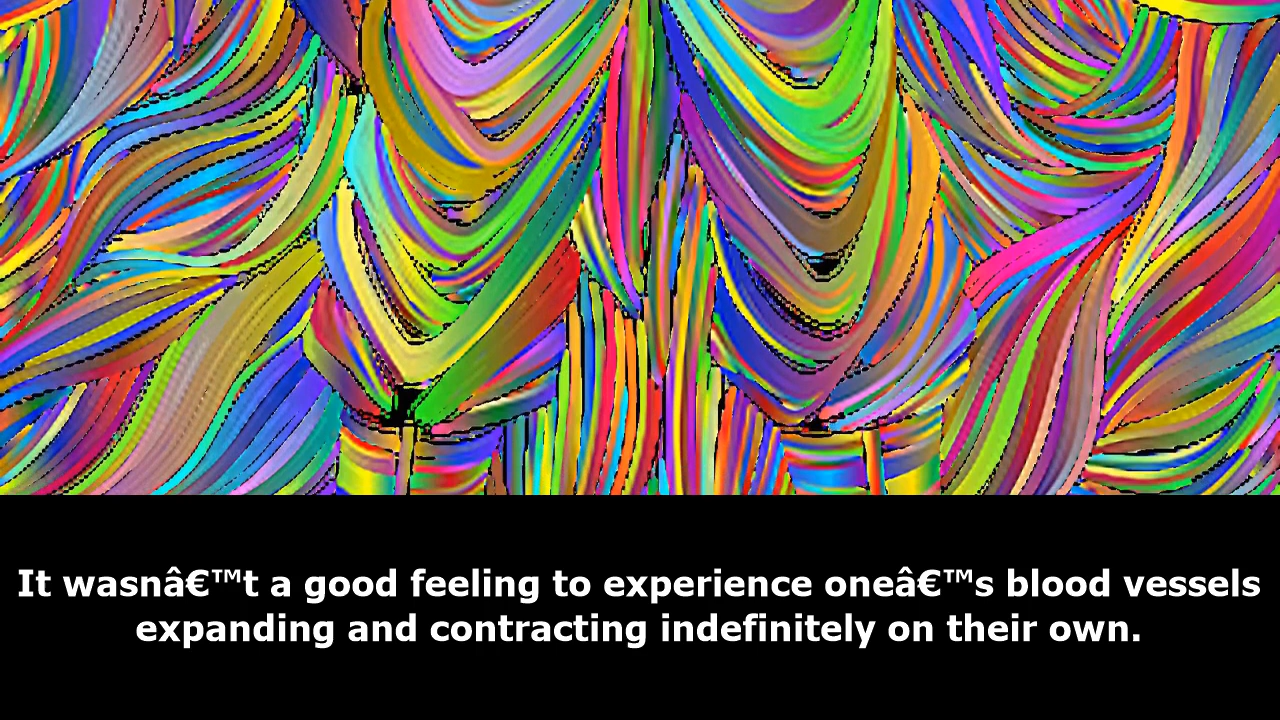 It wasnâ€™t a good feeling to experience oneâ€™s blood vessels
expanding and contracting indefinitely on their own.